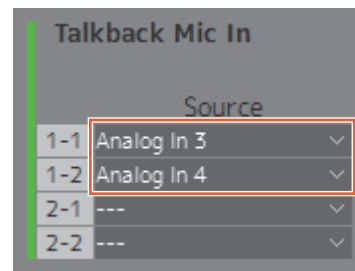 Talkback Mic In
Source
1-1 Analog In 3
1-2 Analog In 4
2-1 ---
2-2 ---